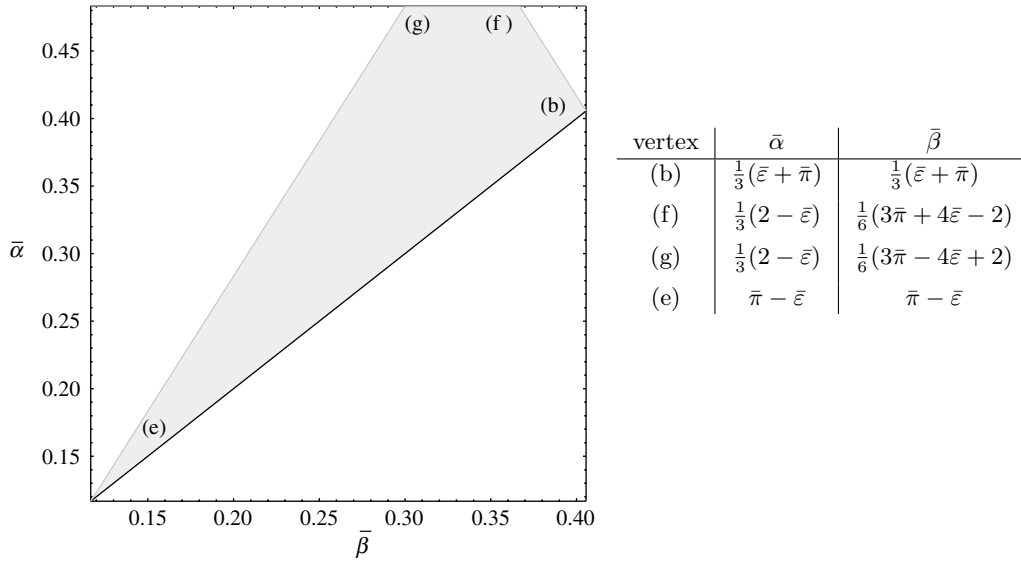 0.45
0.40
0.35
0.30
0.25
0.20
0.15
ᾱ
(g) (f )
(b)
(e)
0.15 0.20 0.25 0.30 0.35 0.40
β̄
vertex ᾱ β̄
(b) 1/3(ε̄ + π̄) 1/3(ε̄ + π̄)
(f) 1/3(2 − ε̄) 1/6(3π̄ + 4ε̄ − 2)
(g) 1/3(2 − ε̄) 1/6(3π̄ − 4ε̄ + 2)
(e) π̄ − ε̄ π̄ − ε̄